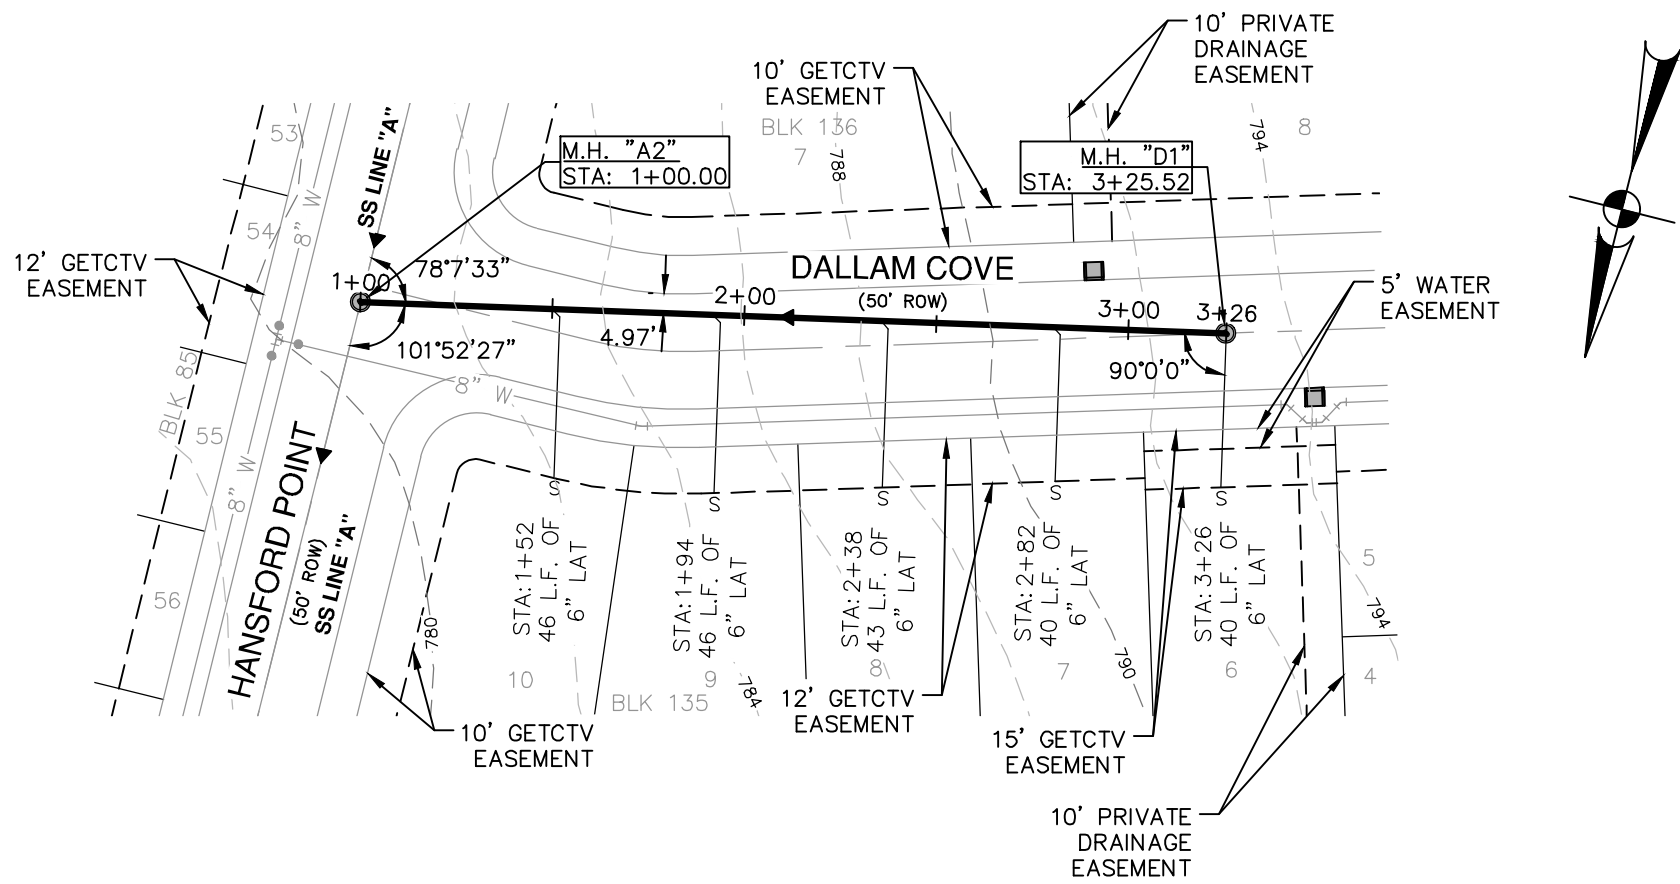 10' PRIVATE
DRAINAGE
EASEMENT
10' GETCTV
EASEMENT
BLK 136
7
788
794
8
53
SS LINE "A"
M.H. "A2"
STA: 1+00.00
M.H. "D1"
STA: 3+25.52
54
8" W
12' GETCTV
EASEMENT
78°7'33"
1+00
DALLAM COVE
(50' ROW)
2+00
3+00
3+26
5' WATER
EASEMENT
4.97'
101°52'27"
90°0'0"
8" W
BLK 85
55
8" W
HANSFORD POINT
(50' ROW)
SS LINE "A"
56
780
S
S
S
S
S
STA:1+52
46 L.F. OF
6" LAT
STA:1+94
46 L.F. OF
6" LAT
STA:2+38
43 L.F. OF
6" LAT
STA:2+82
40 L.F. OF
6" LAT
STA:3+26
40 L.F. OF
6" LAT
5
794
10
9
8
7
6
4
784
790
BLK 135
12' GETCTV
EASEMENT
10' GETCTV
EASEMENT
15' GETCTV
EASEMENT
10' PRIVATE
DRAINAGE
EASEMENT